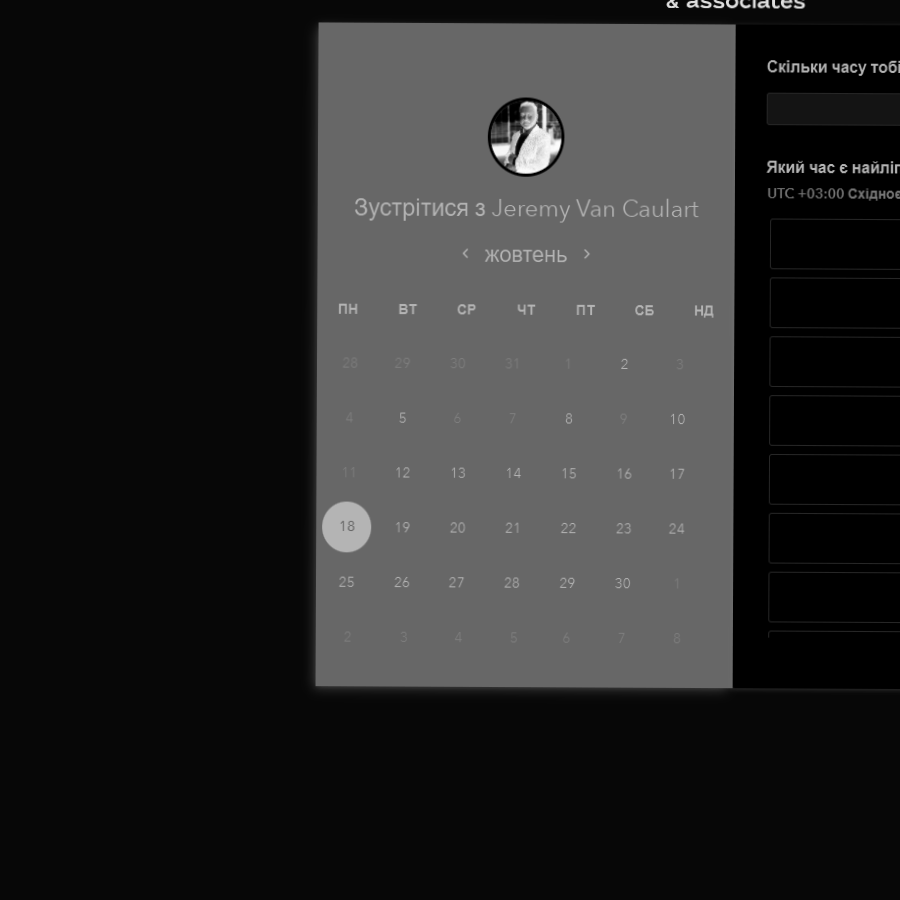 & associates
Зустрітися з Jeremy Van Caulart
жовтень
ПН ВТ СР ЧТ ПТ СБ НД
28 29 30 31 1 2 3
4 5 6 7 8 9 10
11 12 13 14 15 16 17
18 19 20 21 22 23 24
25 26 27 28 29 30 1
2 3 4 5 6 7 8
Скільки часу тобі
Який час є
UTC +03:00